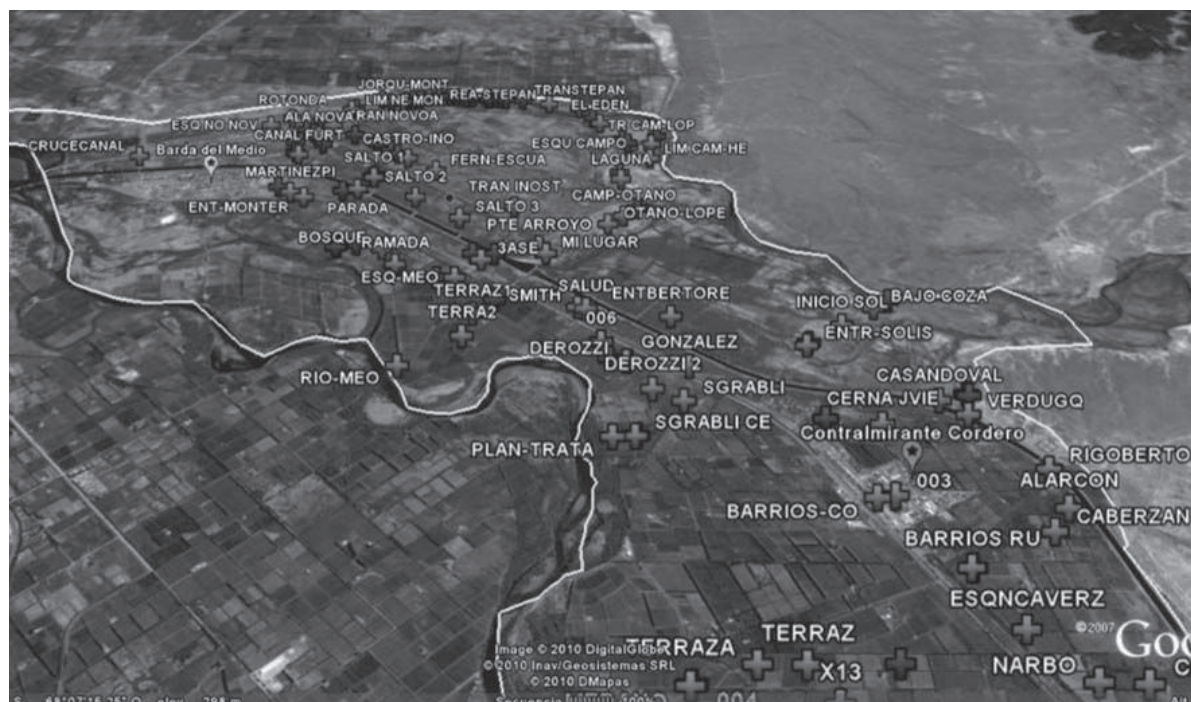 JORQU-MONT
ROTONDA
LIM NE MON
REA-STEPAN
TRANSTEPAN
EL EDEN
ALA NOVA
TRAN NOVOA
ESQ NO NOV
CANAL FURT
CASTRO-INO
TR CAM-LOP
CRUCECANAL
Barda del Medio
ESQU CAMPO
LIM-CAM-HE
SALTO 1
FERN-ESCUA
LAGUNA
MARTINEZPI
SALTO 2
TRAN INOST
CAMP-OTANO
ENT-MONTER
PARADA
SALTO 3
OTANO-LOPE
PTE ARROYO
BOSQUE
RAMADA
3ASE
MI LUGAR
ESQ-MEO
TERRAZ1
SMITH
SALUD
ENTBERTORE
INICIO SOL
BAJO COZA
TERRA2
006
ENTR-SOLIS
DEROZZI
GONZALEZ
RIO-MEO
DEROZZI 2
CASANDOVAL
SGRABLI
CERNA JVIE
VERDUGO
SGRABLI CE
Contralmirante Cordero
PLAN-TRATA
003
RIGOBERTO
ALARCON
BARRIOS-CO
CABERZAN
BARRIOS RU
ESQNCAVERZ
©2007
Goo
TERRAZA
TERRAZ
X13
NARBO
C
Image © 2010 DigitalGlobe
© 2010 Inav/Geosistemas SRL
© 2010 DMapas
004